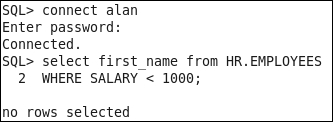 SQL> connect alan
Enter password:
Connected.
SQL> select first_name from HR.EMPLOYEES
  2  WHERE SALARY < 1000;

no rows selected